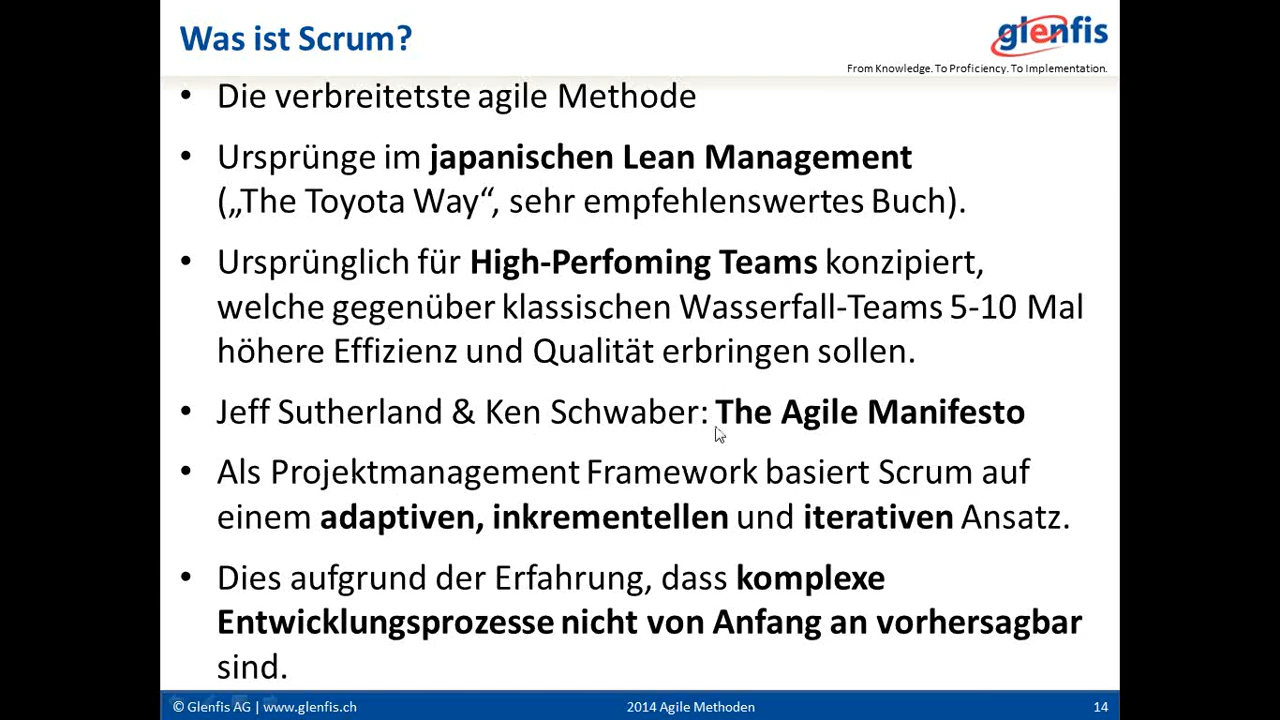 Was ist Scrum?
glenfis
From Knowledge. To Proficiency. To Implementation.
• Die verbreitetste agile Methode
• Ursprünge im japanischen Lean Management
(„The Toyota Way“, sehr empfehlenswertes Buch).
• Ursprünglich für High-Perfoming Teams konzipiert,
welche gegenüber klassischen Wasserfall-Teams 5-10 Mal
höhere Effizienz und Qualität erbringen sollen.
• Jeff Sutherland & Ken Schwaber: The Agile Manifesto
• Als Projektmanagement Framework basiert Scrum auf
einem adaptiven, inkrementellen und iterativen Ansatz.
• Dies aufgrund der Erfahrung, dass komplexe
Entwicklungsprozesse nicht von Anfang an vorhersagbar
sind.
© Glenfis AG | www.glenfis.ch
2014 Agile Methoden
14